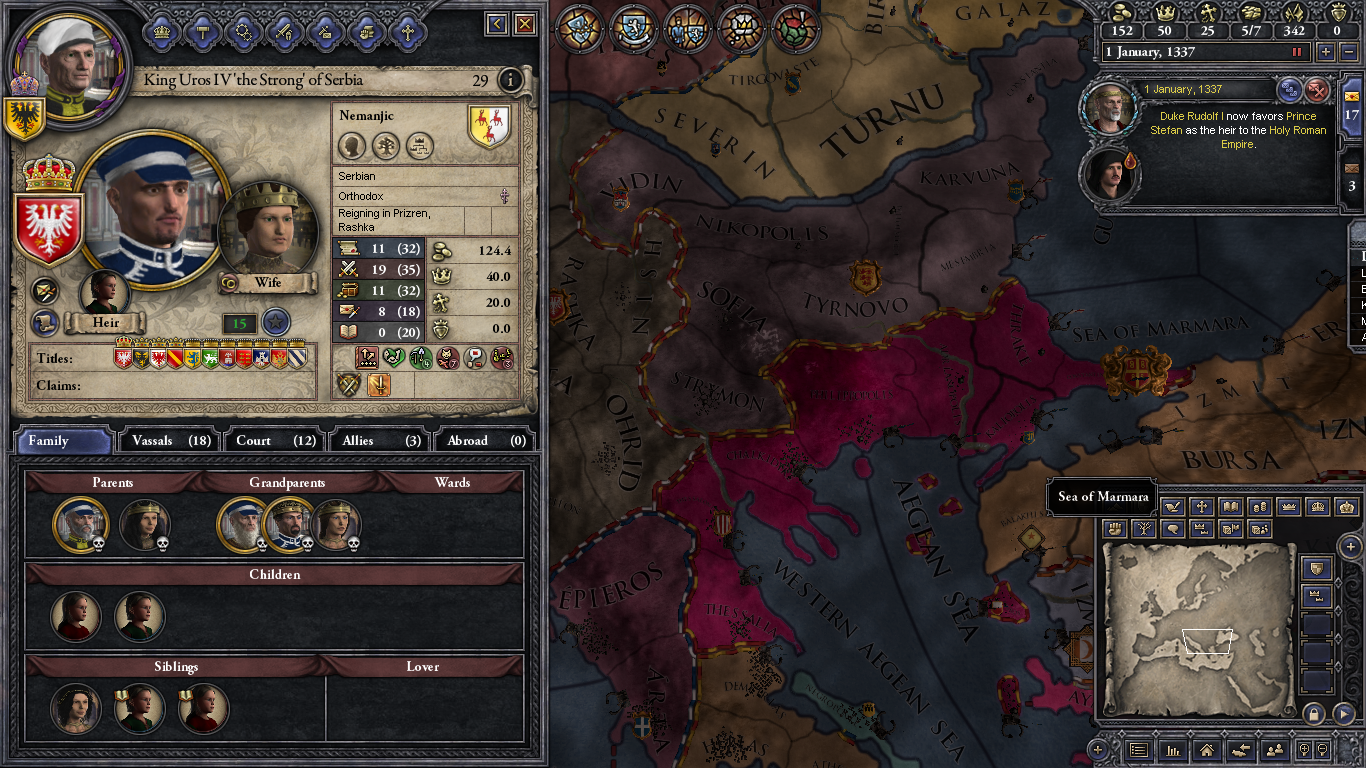 King Uros IV 'the Strong' of Serbia
29
Nemanjic
Serbian
Orthodox
Reigning in Prizren,
Rashka
11 (32)
19 (35)
11 (32)
8 (18)
0 (20)
124.4
40.0
20.0
0.0
Wife
Heir
15
Titles:
Claims:
Family
Vassals (18)
Court (12)
Allies (3)
Abroad (0)
Parents
Grandparents
Wards
Children
Siblings
Lover
GALAZ
TIRGOVISTE
TURNU
SEVERIN
VIDIN
KARVUNA
NIKOPOLIS
MESEMBRIA
SOFIA
TYRNOVO
STRYMON
OHRID
SEA OF MARMARA
IZMIT
BURSA
AEGEAN SEA
WESTERN AEGEAN SEA
EPIEROS
THESSALIA
ARTA
152
50
25
5/7
342
0
1 January, 1337
1 January, 1337
Duke Rudolf I now favors Prince
Stefan as the heir to the Holy Roman
Empire.
17
3
Sea of Marmara